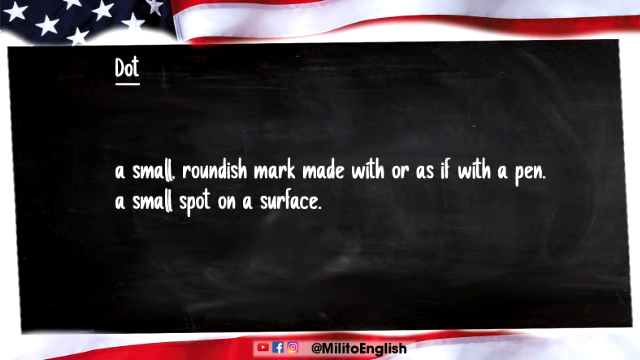 Dot
a small, roundish mark made with or as if with a pen.
a small spot on a surface.
@MilitoEnglish